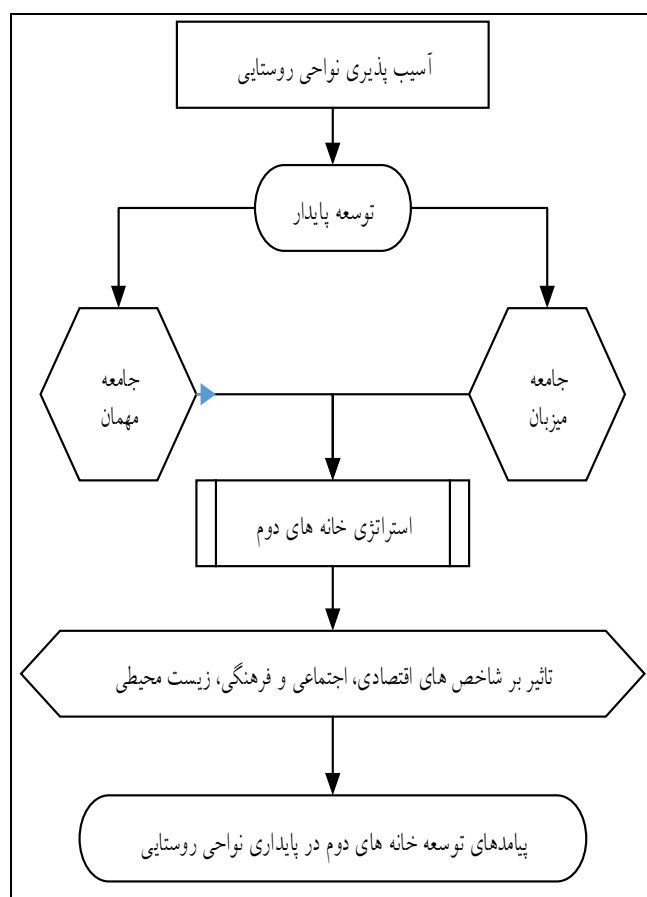 آسیب پذیری نواحی روستایی
توسعه پایدار
جامعه
میزبان
جامعه
مهمان
استراتژی خانه های دوم
تاثیر بر شاخص های اقتصادی، اجتماعی و فرهنگی، زیست محیطی
پیامدهای توسعه خانه های دوم در پایداری نواحی روستایی